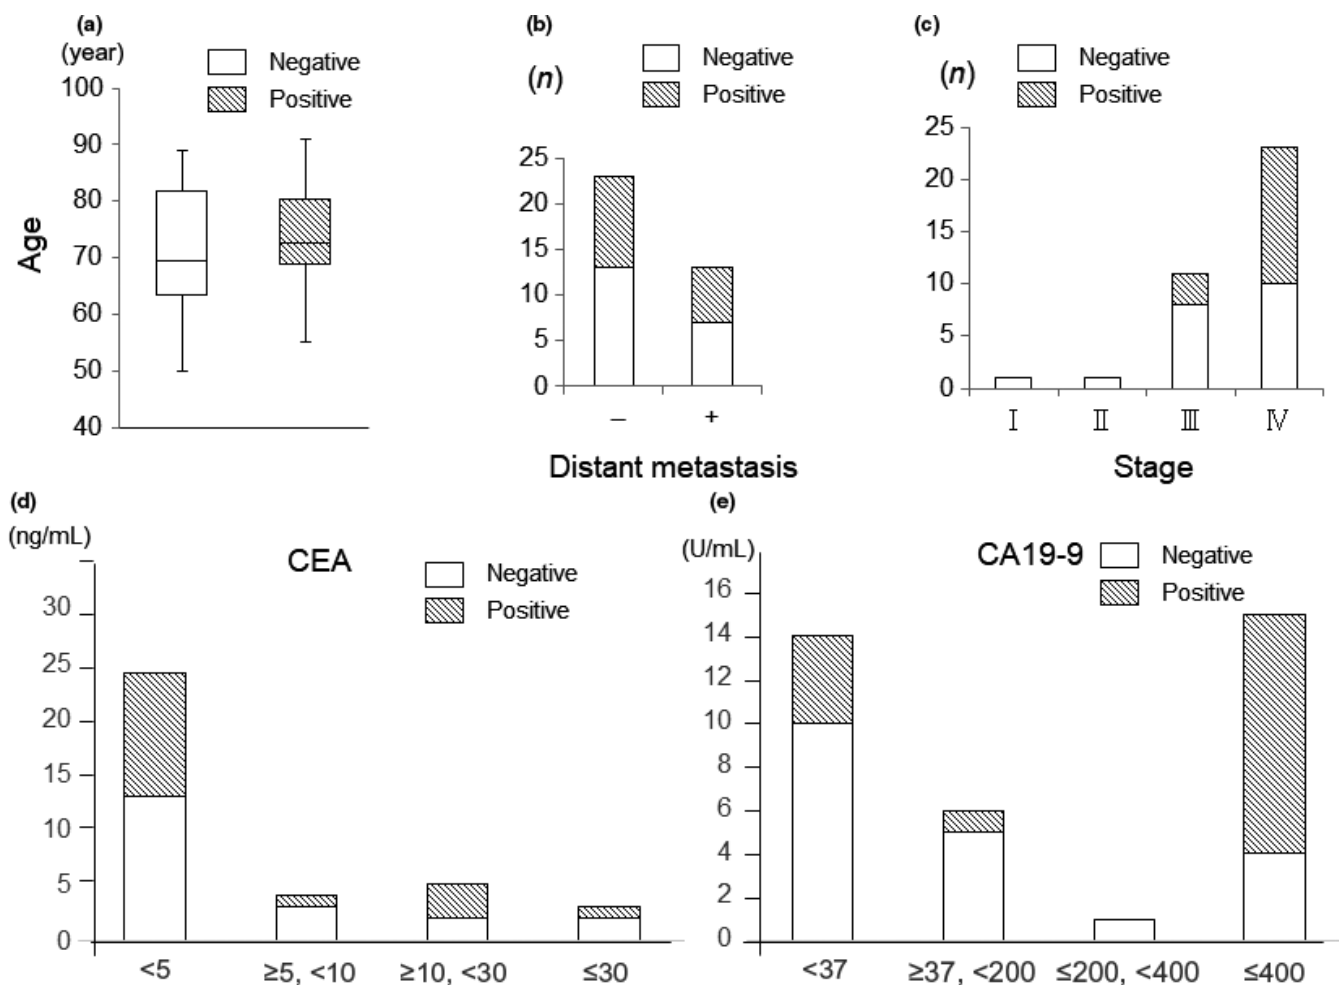 (a)
(year)
Negative
Positive
100
90
80
70
60
50
40
Age
(b)
(n)
Negative
Positive
25
20
15
10
5
0
– +
Distant metastasis
(c)
(n)
Negative
Positive
25
20
15
10
5
0
Ⅰ Ⅱ Ⅲ Ⅳ
Stage
(d)
(ng/mL)
CEA
Negative
Positive
30
25
20
15
10
5
0
<5 ≥5, <10 ≥10, <30 ≤30
(e)
(U/mL)
CA19-9
Negative
Positive
16
14
12
10
8
6
4
2
0
<37 ≥37, <200 ≤200, <400 ≤400